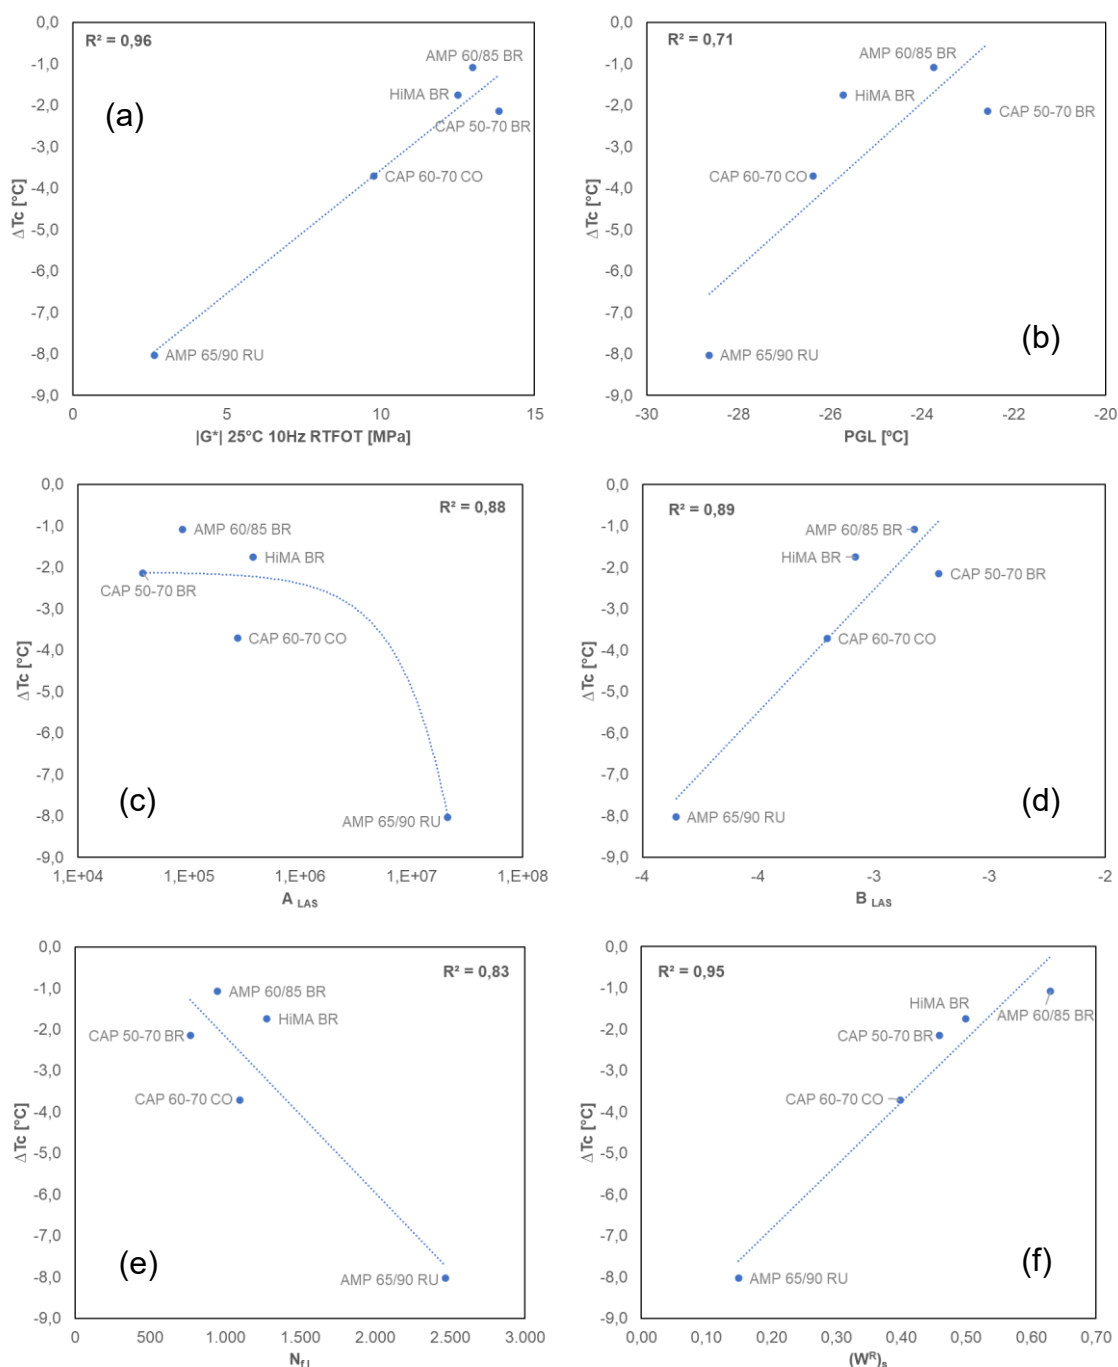 0,0
-1,0
-2,0
-3,0
-4,0
-5,0
-6,0
-7,0
-8,0
-9,0
ΔTc [°C]
R² = 0,96
(a)
AMP 60/85 BR
HiMA BR
CAP 50-70 BR
CAP 60-70 CO
AMP 65/90 RU
0 5 10 15
|G*| 25°C 10Hz RTFOT [MPa]
0,0
-1,0
-2,0
-3,0
-4,0
-5,0
-6,0
-7,0
-8,0
-9,0
ΔTc [°C]
R² = 0,71
AMP 60/85 BR
HiMA BR
CAP 50-70 BR
CAP 60-70 CO
(b)
AMP 65/90 RU
-30 -28 -26 -24 -22 -20
PGL [ºC]
0,0
-1,0
-2,0
-3,0
-4,0
-5,0
-6,0
-7,0
-8,0
-9,0
ΔTc [°C]
R² = 0,88
AMP 60/85 BR
HiMA BR
CAP 50-70 BR
CAP 60-70 CO
(c)
AMP 65/90 RU
1,E+04 1,E+05 1,E+06 1,E+07 1,E+08
A LAS
0,0
-1,0
-2,0
-3,0
-4,0
-5,0
-6,0
-7,0
-8,0
-9,0
ΔTc [°C]
R² = 0,89
AMP 60/85 BR
HiMA BR
CAP 50-70 BR
CAP 60-70 CO
(d)
AMP 65/90 RU
-4 -4 -3 -3 -2
B LAS
0,0
-1,0
-2,0
-3,0
-4,0
-5,0
-6,0
-7,0
-8,0
-9,0
ΔTc [°C]
R² = 0,83
AMP 60/85 BR
HiMA BR
CAP 50-70 BR
CAP 60-70 CO
(e)
AMP 65/90 RU
0 500 1.000 1.500 2.000 2.500 3.000
N f I
0,0
-1,0
-2,0
-3,0
-4,0
-5,0
-6,0
-7,0
-8,0
-9,0
ΔTc [°C]
R² = 0,95
HiMA BR
AMP 60/85 BR
CAP 50-70 BR
CAP 60-70 CO
(f)
AMP 65/90 RU
0,00 0,10 0,20 0,30 0,40 0,50 0,60 0,70
(Wᴿ)s